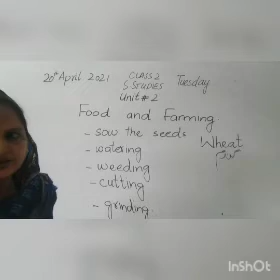 20th April 2021 CLASS 2 Tuesday
S.STUDIES
Unit # 2
Food and Farming
- sow the seeds
- watering
- weeding
- cutting
- grinding.
Wheat
InShOt